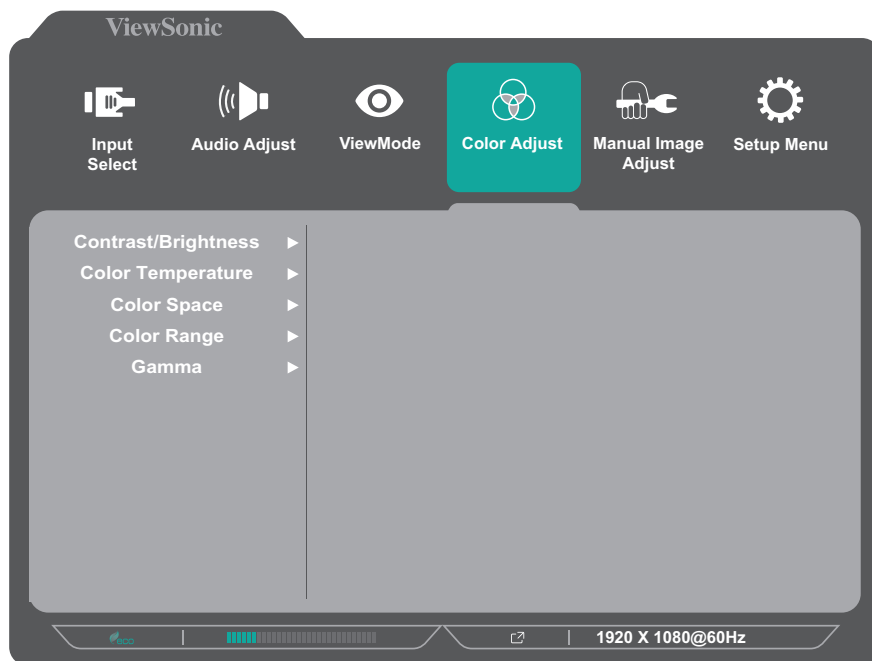 ViewSonic
Input
Select
Audio Adjust
ViewMode
Color Adjust
Manual Image
Adjust
Setup Menu
Contrast/Brightness
Color Temperature
Color Space
Color Range
Gamma
eco
1920 X 1080@60Hz